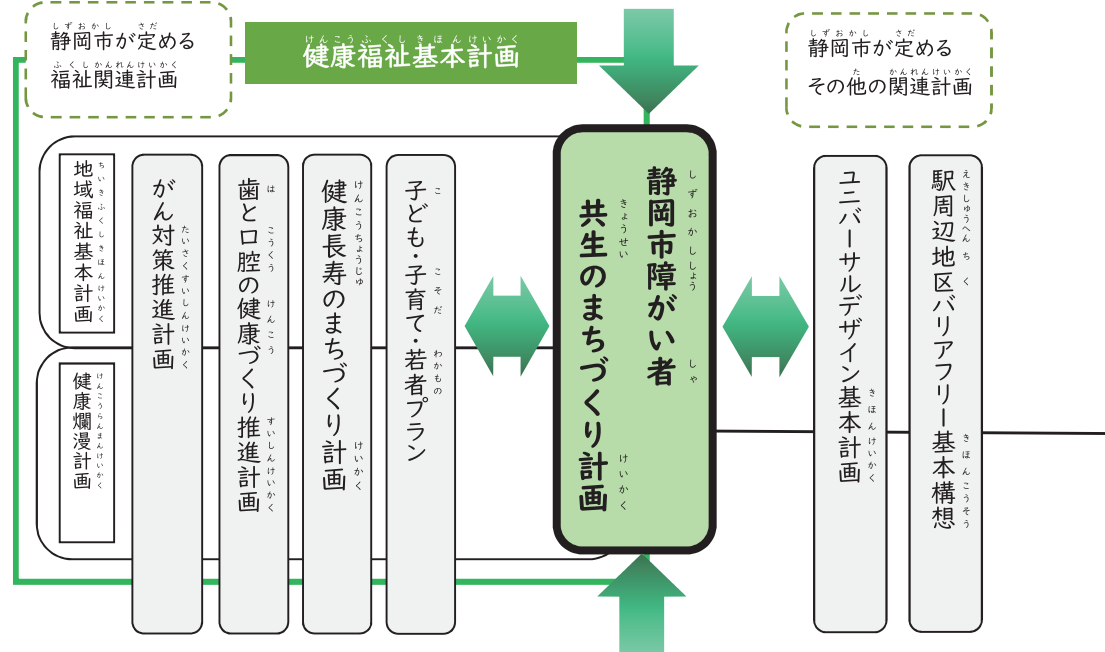 静岡市が定める
福祉関連計画
健康福祉基本計画
静岡市が定める
その他の関連計画
地域福祉基本計画
健康爛漫計画
がん対策推進計画
歯と口腔の健康づくり推進計画
健康長寿のまちづくり計画
子ども・子育て・若者プラン
静岡市障がい者
共生のまちづくり計画
ユニバーサルデザイン基本計画
駅周辺地区バリアフリー基本構想